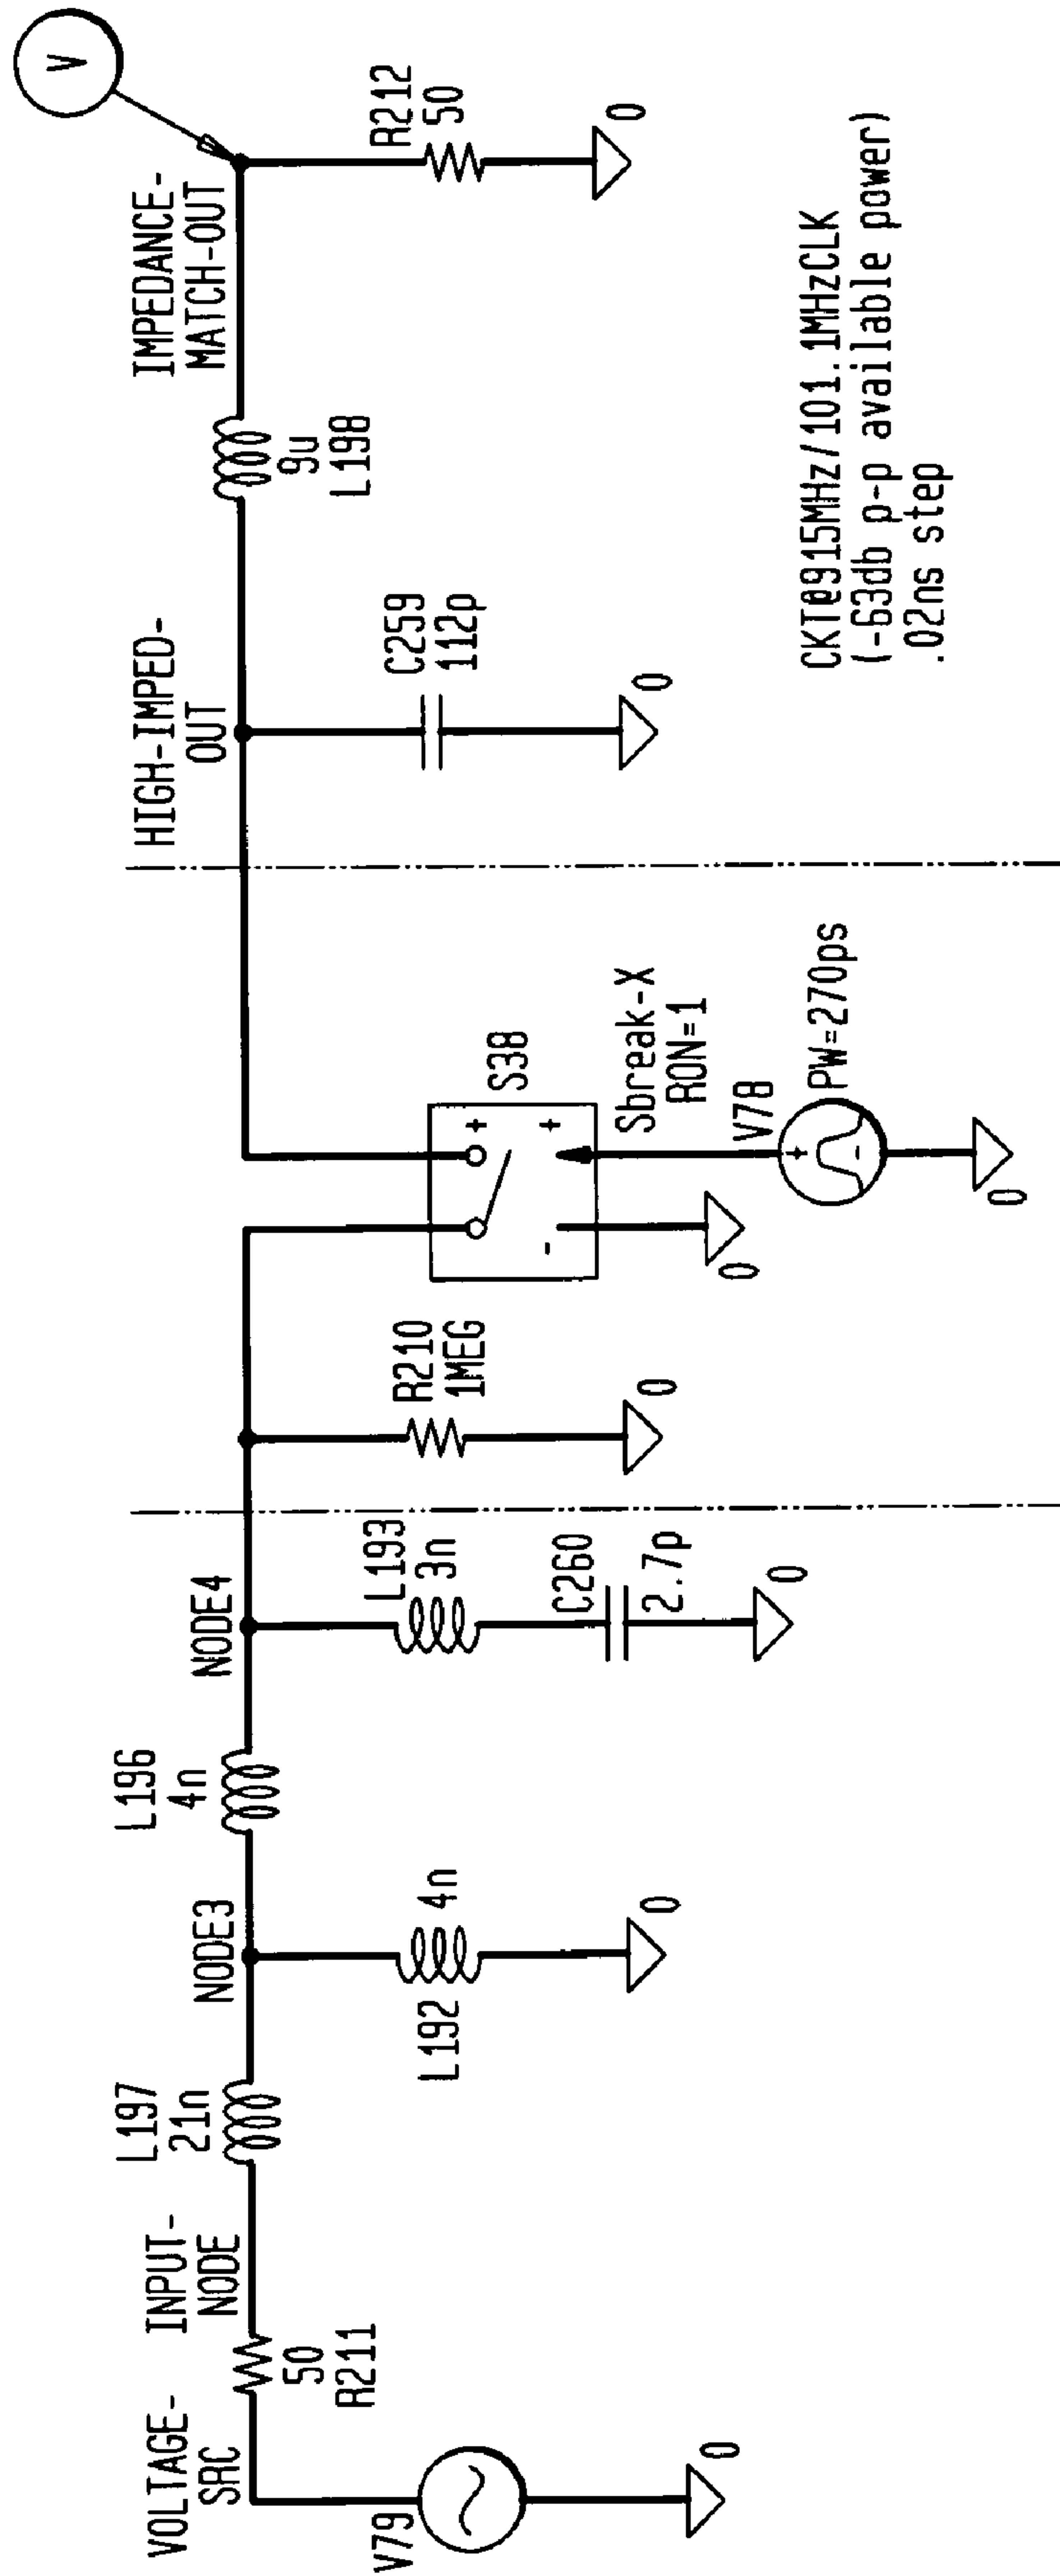 VOLTAGE-
SRC
V79
0
INPUT-
NODE
50
R211
L197
21n
NODE3
L192
4n
0
L196
4n
NODE4
L193
3n
C260
2.7p
0
R210
1MEG
0
S38
+
+
-
Sbreak-X
RON=1
0
V78
+
-
PW=270ps
0
HIGH-IMPED-
OUT
C259
112p
0
9u
L198
IMPEDANCE-
MATCH-OUT
V
R212
50
0
CKT@915MHz/101.1MHzCLK
(-63db p-p available power)
.02ns step